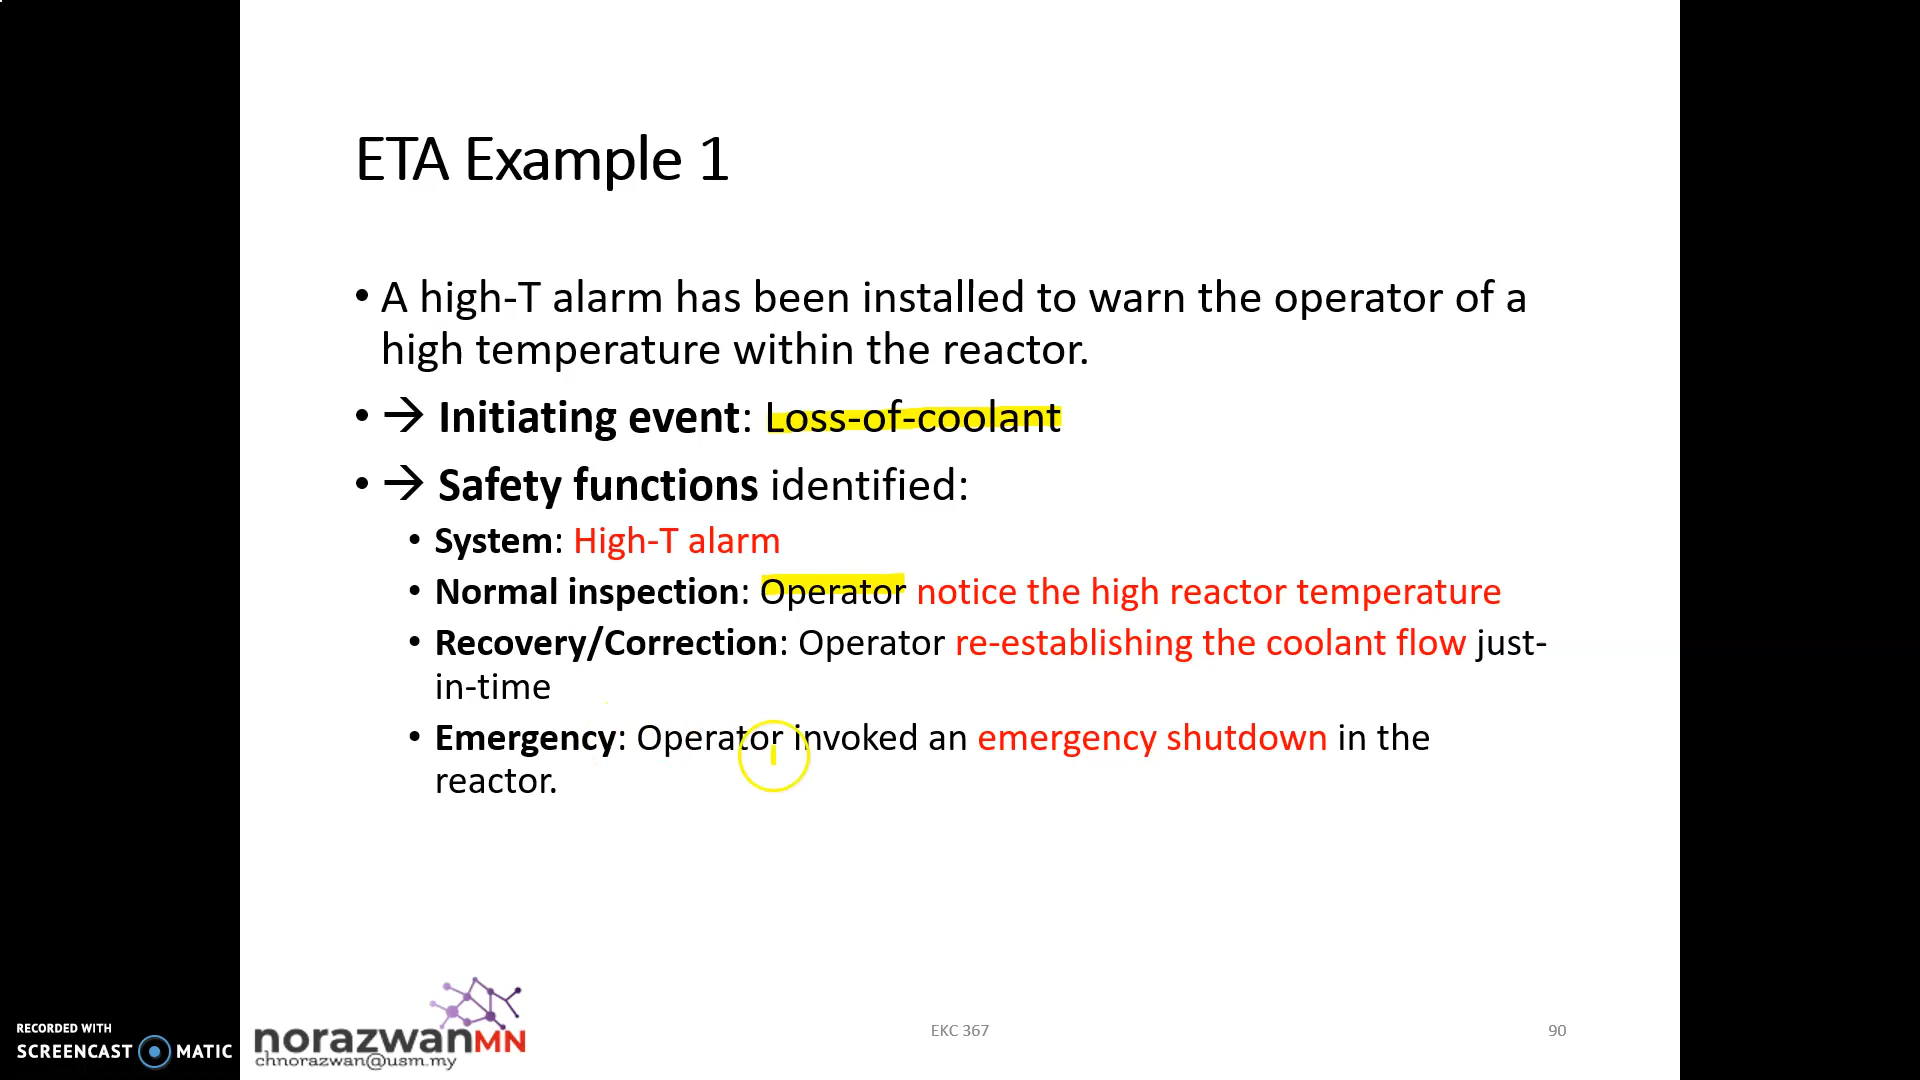 ETA Example 1
• A high-T alarm has been installed to warn the operator of a
high temperature within the reactor.
• → Initiating event: Loss-of-coolant
• → Safety functions identified:
• System: High-T alarm
• Normal inspection: Operator notice the high reactor temperature
• Recovery/Correction: Operator re-establishing the coolant flow just-
in-time
• Emergency: Operator invoked an emergency shutdown in the
reactor.
RECORDED WITH
SCREENCAST MATIC
norazwanMN
chnorazwan@usm.my
EKC 367
90